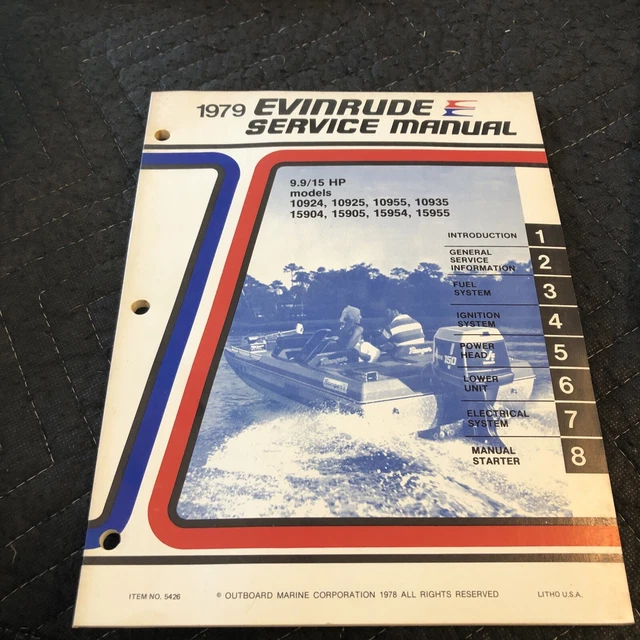 1979 EVINRUDE
SERVICE MANUAL
9.9/15 HP
models
10924, 10925, 10955, 10935
15904, 15905, 15954, 15955
INTRODUCTION 1
GENERAL
SERVICE
INFORMATION 2
FUEL
SYSTEM 3
IGNITION
SYSTEM 4
POWER
HEAD 5
LOWER
UNIT 6
ELECTRICAL
SYSTEM 7
MANUAL
STARTER 8
Ranger
150
ITEM NO. 5426
© OUTBOARD MARINE CORPORATION 1978 ALL RIGHTS RESERVED
LITHO U.S.A.